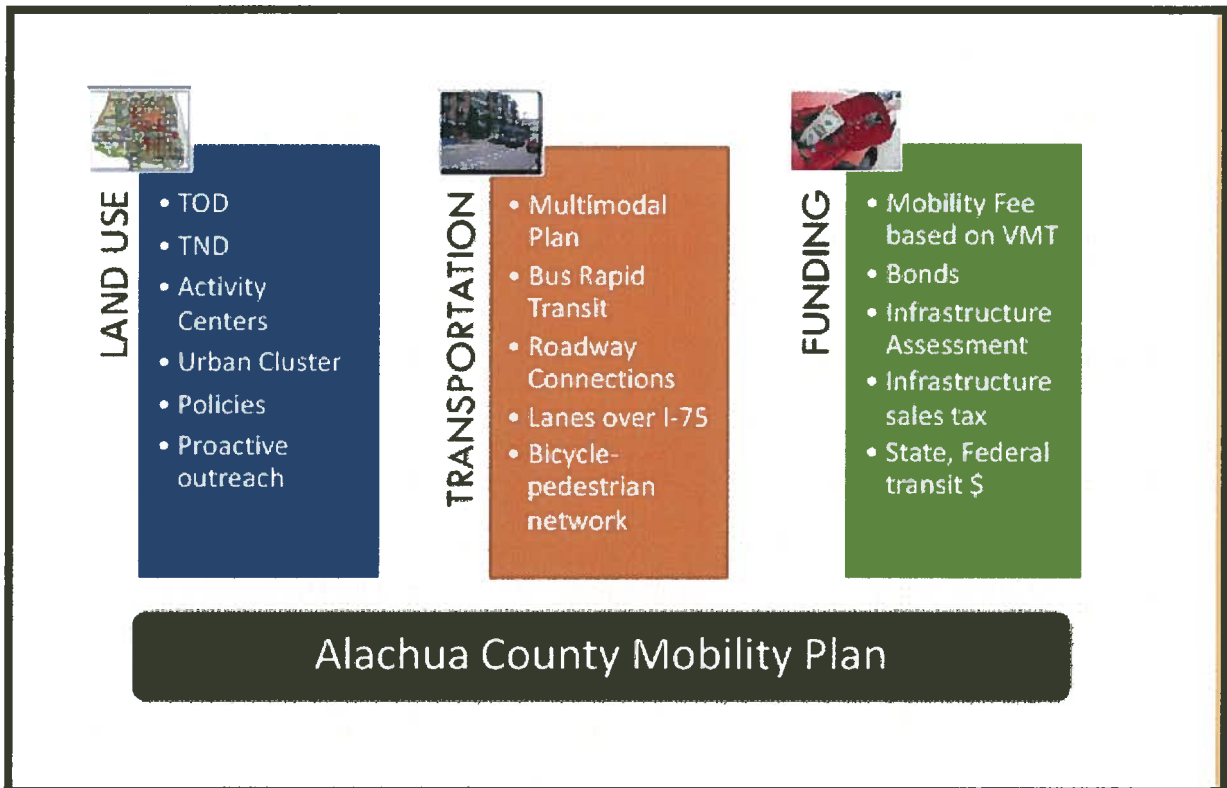 LAND USE
• TOD
• TND
• Activity
Centers
• Urban Cluster
• Policies
• Proactive
outreach
TRANSPORTATION
• Multimodal
Plan
• Bus Rapid
Transit
• Roadway
Connections
• Lanes over I-75
• Bicycle-
pedestrian
network
FUNDING
• Mobility Fee
based on VMT
• Bonds
• Infrastructure
Assessment
• Infrastructure
sales tax
• State, Federal
transit $
Alachua County Mobility Plan